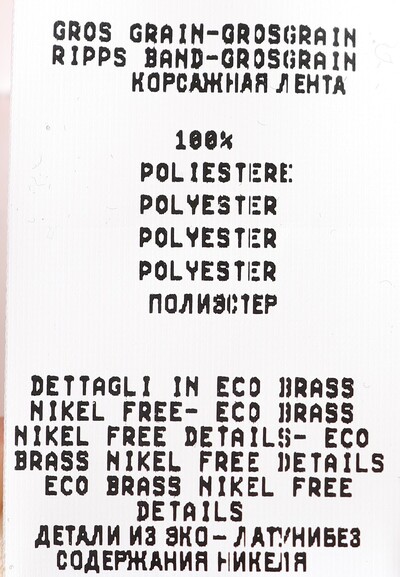 GROS GRAIN-GROSGRAIN
RIPPS BAND-GROSGRAIN
КОРСАЖНАЯ ЛЕНТА
100%
POLIESTERE
POLYESTER
POLYESTER
POLYESTER
ПОЛИЭСТЕР
DETTAGLI IN ECO BRASS
NIKEL FREE- ECO BRASS
NIKEL FREE DETAILS- ECO
BRASS NIKEL FREE DETAILS
ECO BRASS NIKEL FREE
DETAILS
ДЕТАЛИ ИЗ ЭКО-ЛАТУНИБЕЗ
СОДЕРЖАНИЯ НИКЕЛЯ